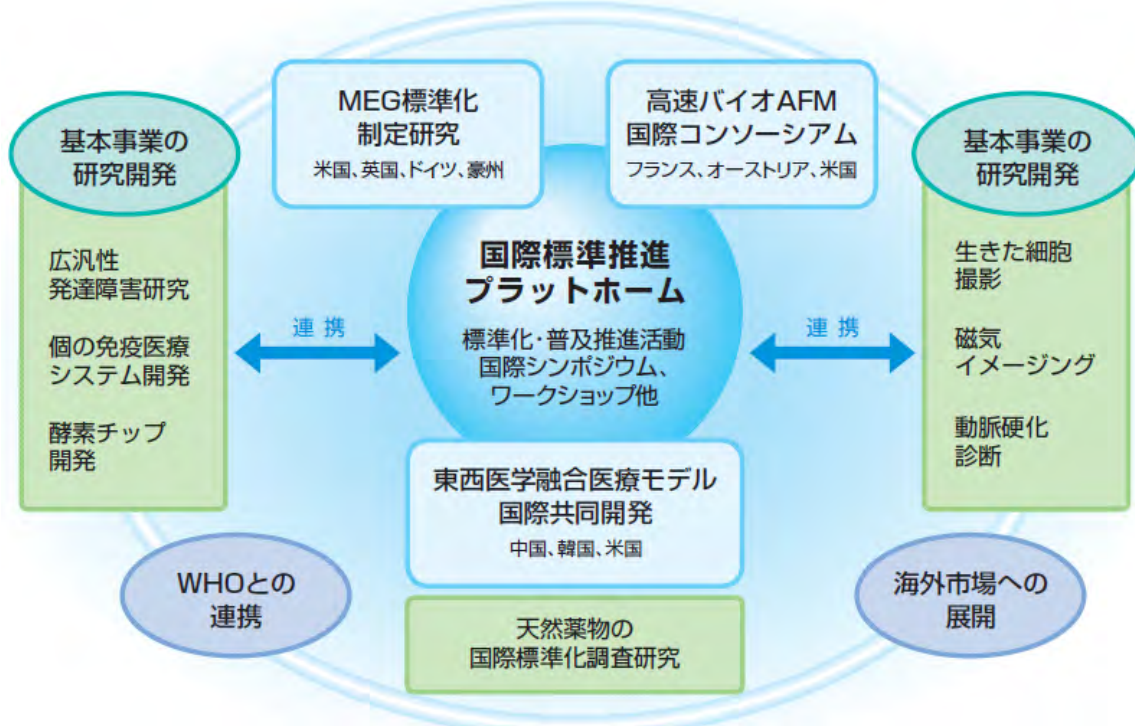 MEG標準化
制定研究
米国、英国、ドイツ、豪州
高速バイオAFM
国際コンソーシアム
フランス、オーストリア、米国
基本事業の
研究開発
広汎性
発達障害研究
個の免疫医療
システム開発
酵素チップ
開発
連携
国際標準推進
プラットホーム
標準化・普及推進活動
国際シンポジウム、
ワークショップ他
連携
基本事業の
研究開発
生きた細胞
撮影
磁気
イメージング
動脈硬化
診断
東西医学融合医療モデル
国際共同開発
中国、韓国、米国
WHOとの
連携
天然薬物の
国際標準化調査研究
海外市場への
展開